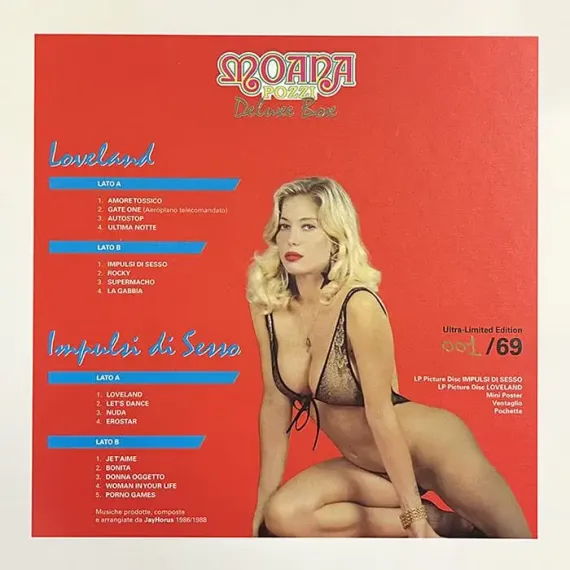 MOANA
POZZI
Deluxe Box
Loveland
LATO A
1. AMORE TOSSICO
2. GATE ONE (Aeroplano telecomandato)
3. AUTOSTOP
4. ULTIMA NOTTE
LATO B
1. IMPULSI DI SESSO
2. ROCKY
3. SUPERMACHO
4. LA GABBIA
Impulsi di Sesso
LATO A
1. LOVELAND
2. LET'S DANCE
3. NUDA
4. EROSTAR
LATO B
1. JET'AIME
2. BONITA
3. DONNA OGGETTO
4. WOMAN IN YOUR LIFE
5. PORNO GAMES
Musiche prodotte, composte
e arrangiate da JayHorus 1986/1988
Ultra-Limited Edition
001/69
LP Picture Disc IMPULSI DI SESSO
LP Picture Disc LOVELAND
Mini Poster
Ventaglio
Pochette